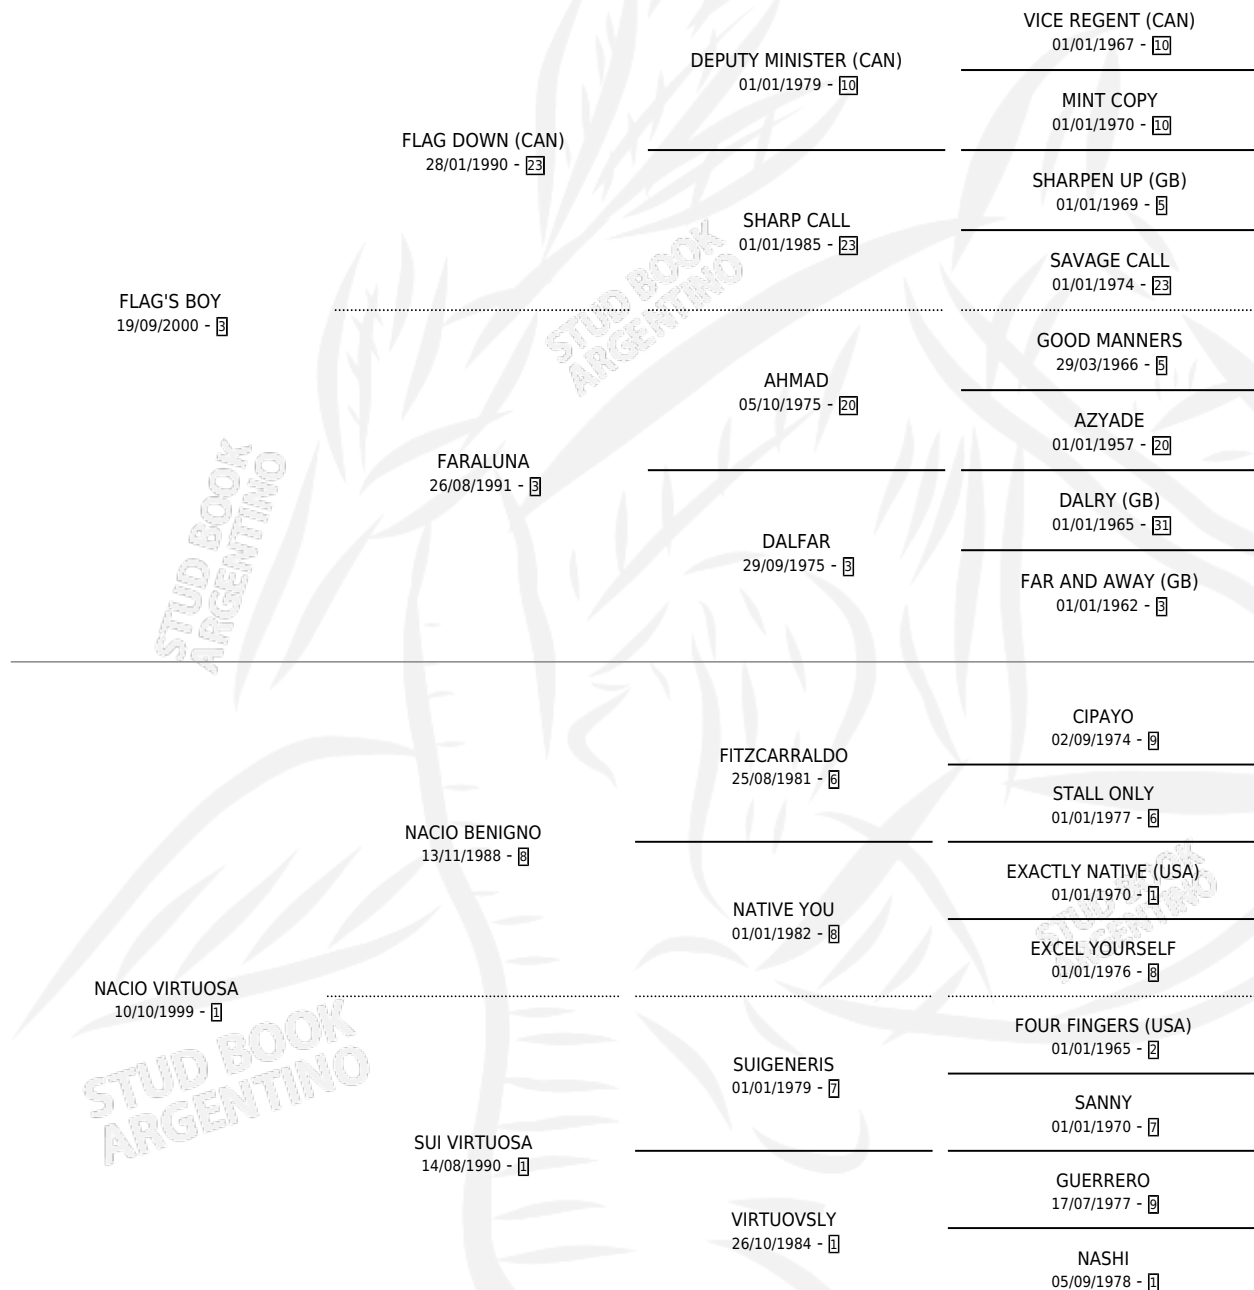 VICE REGENT (CAN)
01/01/1967 - 10
DEPUTY MINISTER (CAN)
01/01/1979 - 10
MINT COPY
01/01/1970 - 10
FLAG DOWN (CAN)
28/01/1990 - 23
SHARPEN UP (GB)
01/01/1969 - 5
SHARP CALL
01/01/1985 - 23
SAVAGE CALL
01/01/1974 - 23
FLAG'S BOY
19/09/2000 - 3
STUD BOOK
ARGENTINO
GOOD MANNERS
29/03/1966 - 5
AHMAD
05/10/1975 - 20
AZYADE
01/01/1957 - 20
FARALUNA
26/08/1991 - 3
DALRY (GB)
01/01/1965 - 31
DALFAR
29/09/1975 - 3
FAR AND AWAY (GB)
01/01/1962 - 3
STUD BOOK
ARGENTINO
CIPAYO
02/09/1974 - 9
FITZCARRALDO
25/08/1981 - 6
STALL ONLY
01/01/1977 - 6
NACIO BENIGNO
13/11/1988 - 8
EXACTLY NATIVE (USA)
01/01/1970 - 1
NATIVE YOU
01/01/1982 - 8
STUD BOOK
ARGENTINO
EXCEL YOURSELF
01/01/1976 - 8
NACIO VIRTUOSA
10/10/1999 - 1
STUD BOOK
ARGENTINO
FOUR FINGERS (USA)
01/01/1965 - 2
SUIGENERIS
01/01/1979 - 7
SANNY
01/01/1970 - 7
SUI VIRTUOSA
14/08/1990 - 1
GUERRERO
17/07/1977 - 9
VIRTUOVSLY
26/10/1984 - 1
NASHI
05/09/1978 - 1